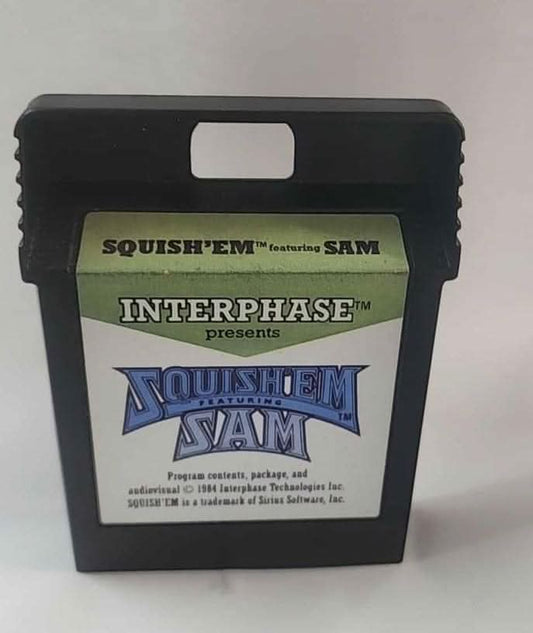 SQUISH'EM™ featuring SAM
INTERPHASE™
presents
SQUISH'EM
FEATURING
SAM™
Program contents, package, and
audiovisual © 1984 Interphase Technologies Inc.
SQUISH'EM is a trademark of Sirius Software, Inc.